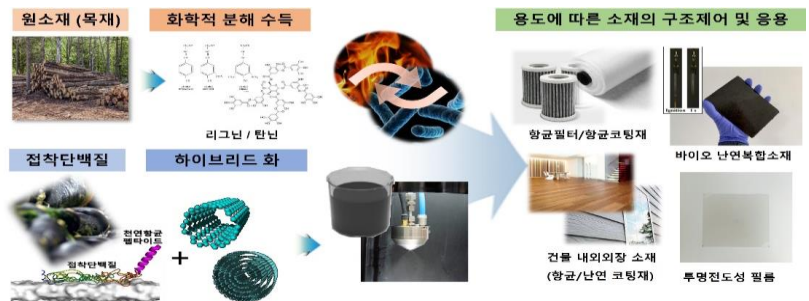 원소재 (목재)
화학적 분해 수득
용도에 따른 소재의 구조제어 및 응용
리그닌 / 탄닌
항균필터/항균코팅재
바이오 난연복합소재
접착단백질
하이브리드 화
천연항균
펩타이드
접착단백질
+
건물 내외외장 소재
(항균/난연 코팅재)
투명전도성 필름